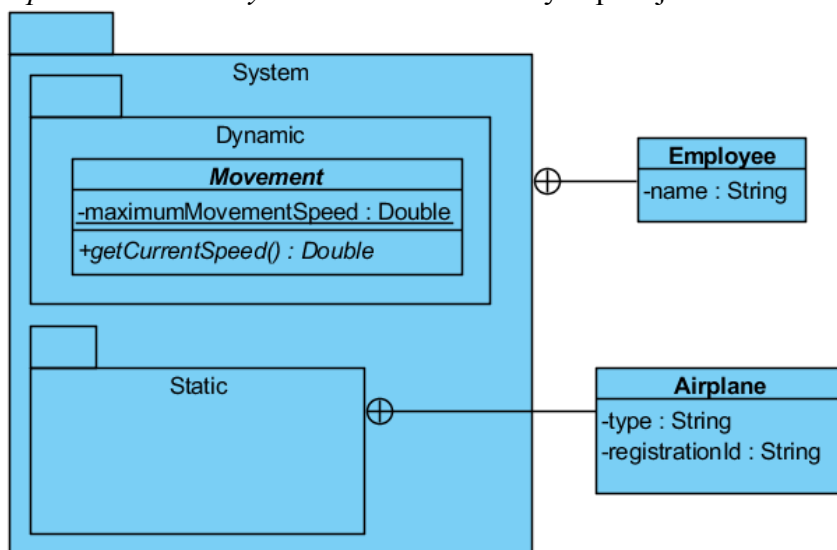 System
Dynamic
Movement
-maximumMovementSpeed : Double
+getCurrentSpeed() : Double
Employee
-name : String
Static
Airplane
-type : String
-registrationId : String